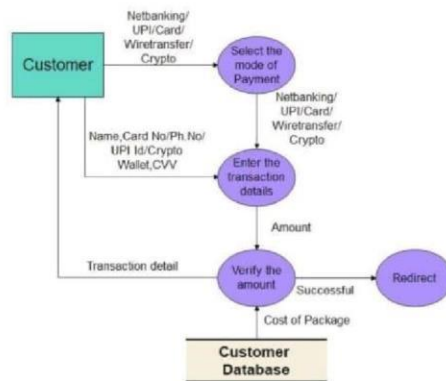 Netbanking/
UPI/Card/
Wiretransfer/
Crypto
Customer
Select the
mode of
Payment
Netbanking/
UPI/Card/
Wiretransfer/
Crypto
Name,Card No/Ph.No/
UPI Id/Crypto
Wallet,CVV
Enter the
transaction
details
Amount
Transaction detail
Verify the
amount
Successful
Redirect
Cost of Package
Customer
Database